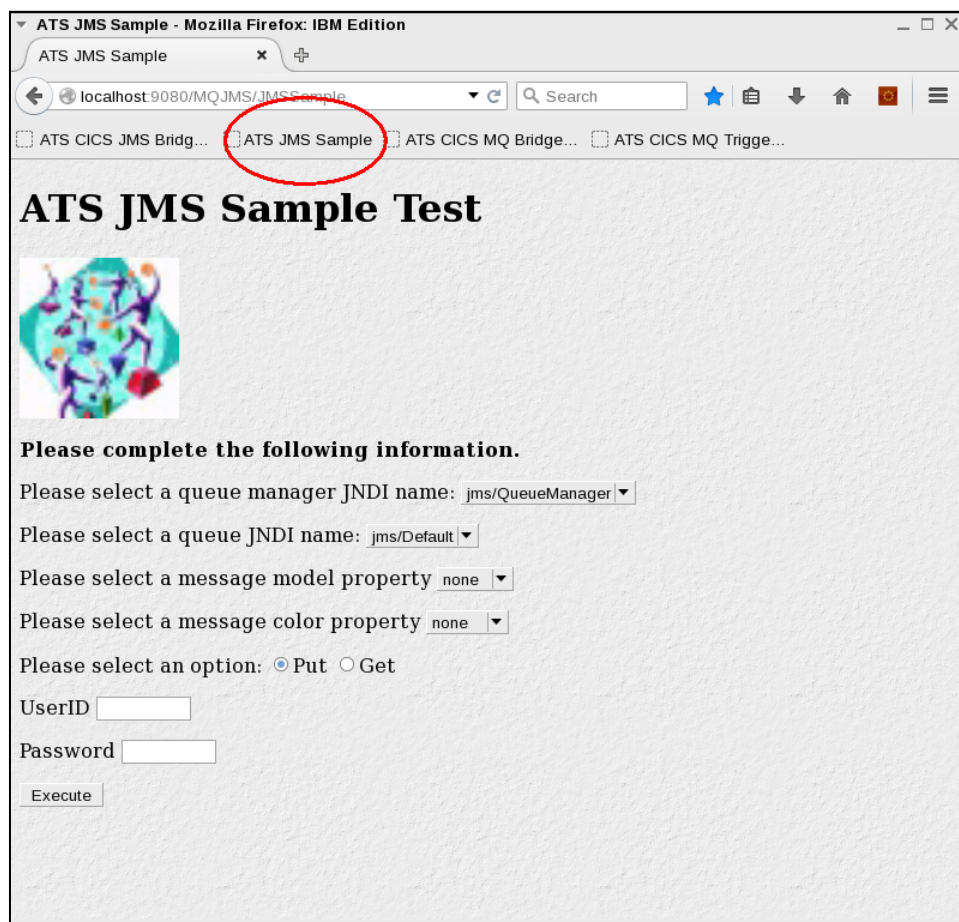 ATS JMS Sample - Mozilla Firefox: IBM Edition
ATS JMS Sample
localhost:9080/MQJMS/JMSSample
Search
ATS CICS JMS Bridg... ATS JMS Sample ATS CICS MQ Bridge... ATS CICS MQ Trigge...
ATS JMS Sample Test
Please complete the following information.
Please select a queue manager JNDI name: jms/QueueManager
Please select a queue JNDI name: jms/Default
Please select a message model property none
Please select a message color property none
Please select an option: Put Get
UserID
Password
Execute